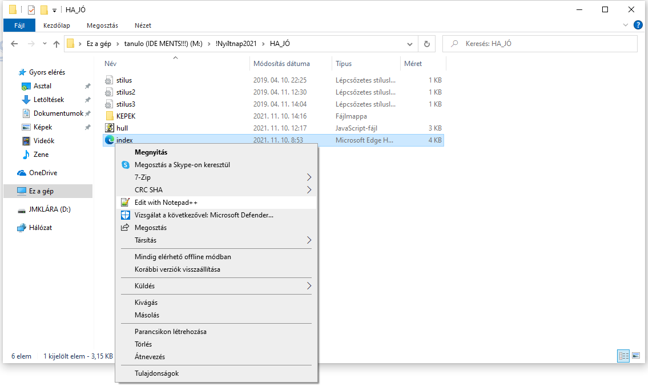 HA_JÓ
Fájl Kezdőlap Megosztás Nézet
Ez a gép > tanulo (IDE MENTS!!!) (M:) > !Nyiltnap2021 > HA_JÓ
Keresés: HA_JÓ
Név Módosítás dátuma Típus Méret
Gyors elérés
Asztal
Letöltések
Dokumentumok
Képek
Videók
Zene
OneDrive
Ez a gép
JMKLÁRA (D:)
Hálózat
stilus 2019. 04. 10. 22:25 Lépcsőzetes stílusl... 1 KB
stilus2 2019. 04. 11. 12:30 Lépcsőzetes stílusl... 1 KB
stilus3 2019. 04. 11. 14:04 Lépcsőzetes stílusl... 1 KB
KEPEK 2021. 11. 10. 14:16 Fájlmappa
hull 2021. 11. 10. 12:17 JavaScript-fájl 3 KB
index 2021. 11. 10. 8:53 Microsoft Edge H... 4 KB
Megnyitás
Megosztás a Skype-on keresztül
7-Zip
CRC SHA
Edit with Notepad++
Vizsgálat a következővel: Microsoft Defender...
Megosztás
Társítás
Mindig elérhető offline módban
Korábbi verziók visszaállítása
Küldés
Kivágás
Másolás
Parancsikon létrehozása
Törlés
Átnevezés
Tulajdonságok
6 elem 1 kijelölt elem - 3,15 KB